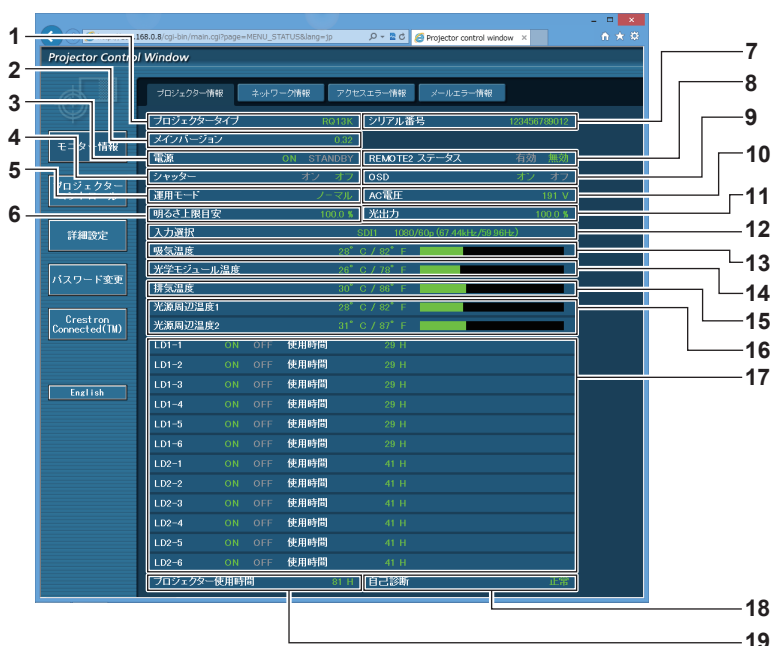 168.0.8/cgi-bin/main.cgi?page=MENU_STATUS&lang=jp
Projector control window
Projector Control Window
プロジェクター情報 ネットワーク情報 アクセスエラー情報 メールエラー情報
モニター情報
プロジェクター
詳細設定
パスワード変更
Crestron
Connected(TM)
English
プロジェクタータイプ RQ13K シリアル番号 123456789012
メインバージョン 0.32
電源 ON STANDBY REMOTE2 ステータス 有効 無効
シャッター オン オフ OSD オン オフ
運用モード ノーマル AC電圧 191 V
明るさ上限目安 100.0 % 光出力 100.0 %
入力選択 SDI1 1080/60p (67.44kHz/59.96Hz)
吸気温度 28° C / 82° F
光学モジュール温度 26° C / 78° F
排気温度 30° C / 86° F
光源周辺温度1 28° C / 82° F
光源周辺温度2 31° C / 87° F
LD1-1 ON OFF 使用時間 29 H
LD1-2 ON OFF 使用時間 29 H
LD1-3 ON OFF 使用時間 29 H
LD1-4 ON OFF 使用時間 29 H
LD1-5 ON OFF 使用時間 29 H
LD1-6 ON OFF 使用時間 29 H
LD2-1 ON OFF 使用時間 41 H
LD2-2 ON OFF 使用時間 41 H
LD2-3 ON OFF 使用時間 41 H
LD2-4 ON OFF 使用時間 41 H
LD2-5 ON OFF 使用時間 41 H
LD2-6 ON OFF 使用時間 41 H
プロジェクター使用時間 81 H 自己診断 正常
1
2
3
4
5
6
7
8
9
10
11
12
13
14
15
16
17
18
19